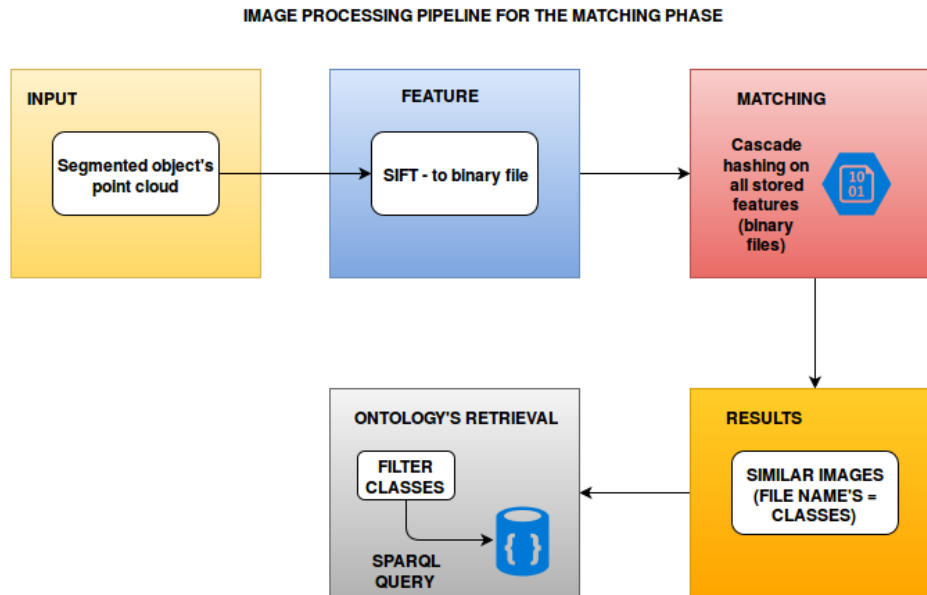 IMAGE PROCESSING PIPELINE FOR THE MATCHING PHASE
INPUT
Segmented object's
point cloud
FEATURE
SIFT - to binary file
MATCHING
Cascade
hashing on
all stored
features
(binary
files)
10
01
RESULTS
SIMILAR IMAGES
(FILE NAME'S =
CLASSES)
ONTOLOGY'S RETRIEVAL
FILTER
CLASSES
SPARQL
QUERY
{ }